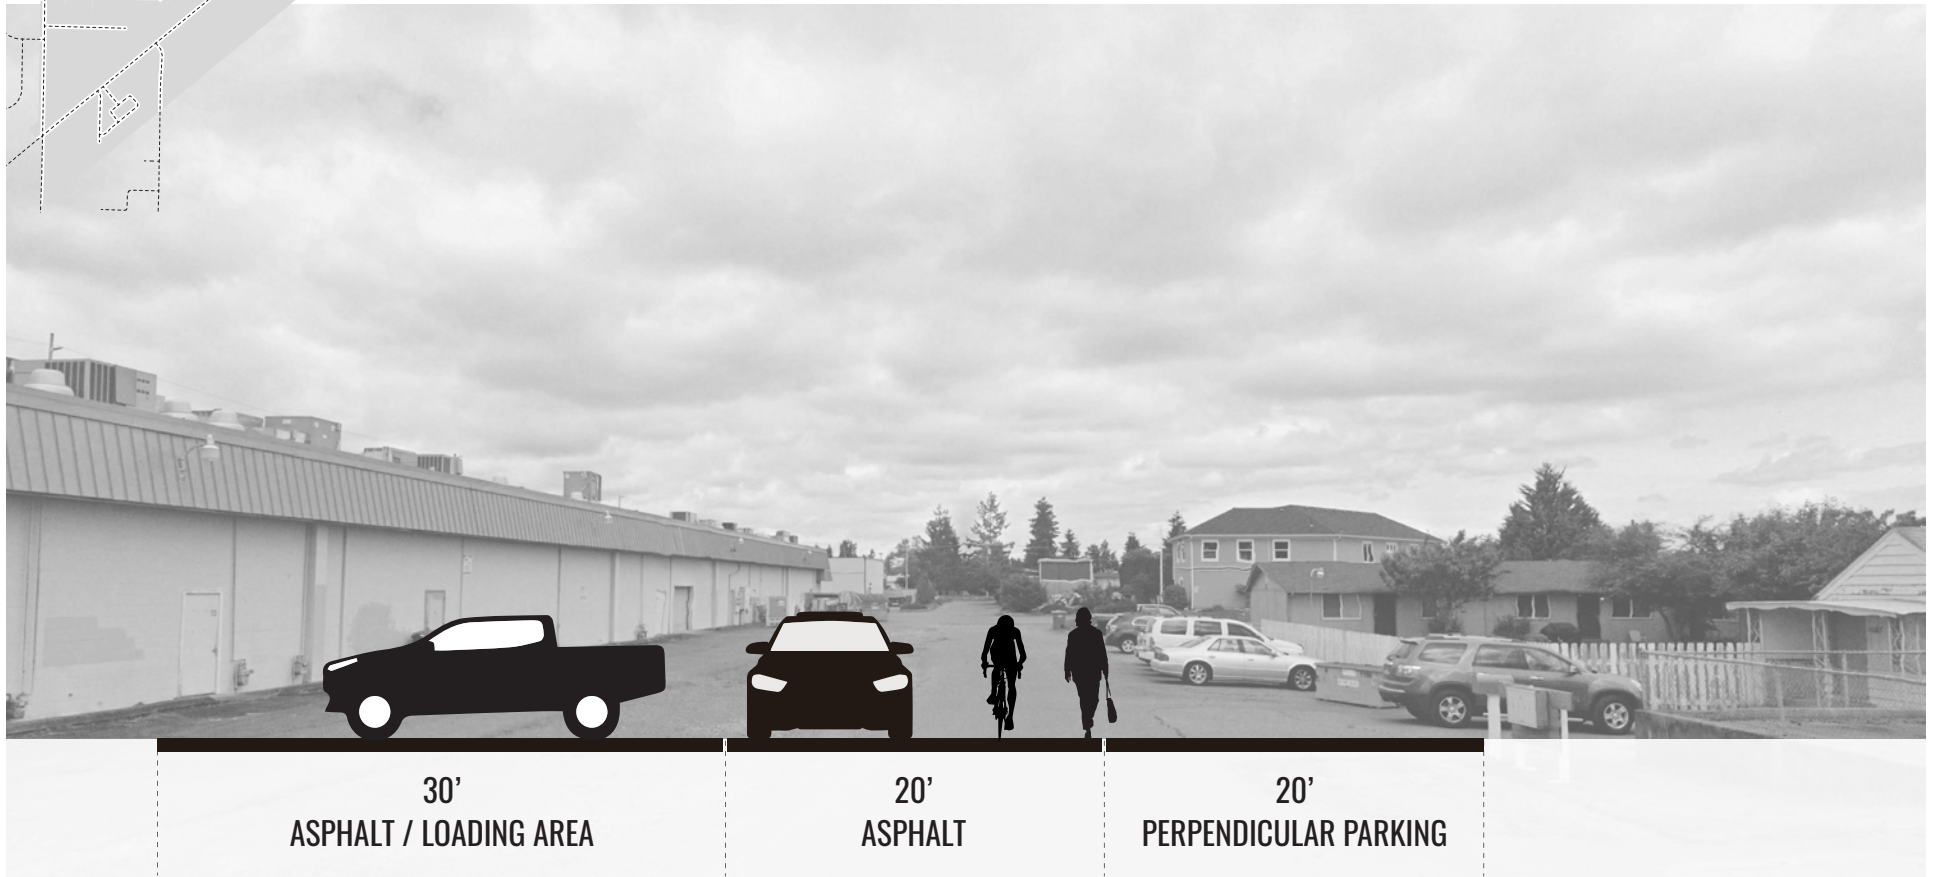 30’
ASPHALT / LOADING AREA
20’
ASPHALT
20’
PERPENDICULAR PARKING